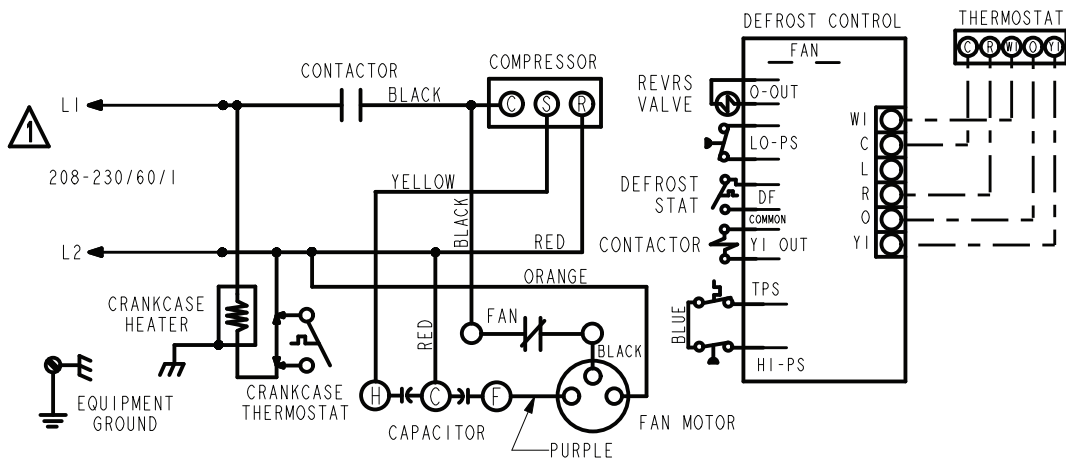 DEFROST CONTROL
THERMOSTAT
C R W1 O Y1
FAN
COMPRESSOR
CONTACTOR
BLACK
C S R
REVRS
VALVE
O-OUT
L1
1
W1
LO-PS
C
208-230/60/1
YELLOW
L
DEFROST
STAT
DF
R
BLACK
COMMON
O
L2
RED
CONTACTOR
Y1 OUT
Y1
ORANGE
TPS
CRANKCASE
HEATER
FAN
BLUE
RED
BLACK
HI-PS
CRANKCASE
THERMOSTAT
H C F
EQUIPMENT
GROUND
CAPACITOR
FAN MOTOR
PURPLE